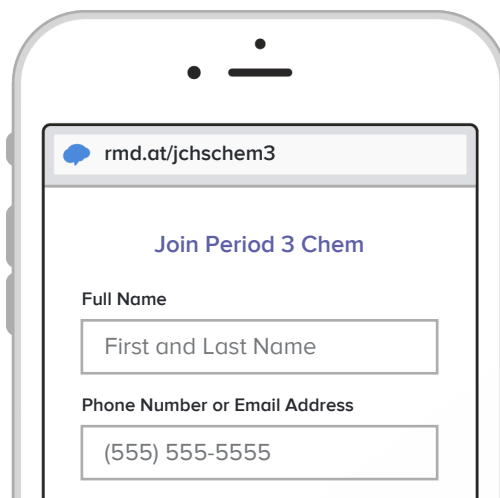 rmd.at/jchschem3
Join Period 3 Chem
Full Name
First and Last Name
Phone Number or Email Address
(555) 555-5555